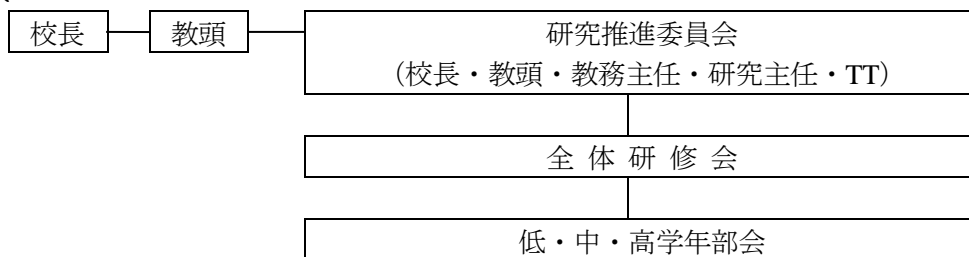 校長
教頭
研究推進委員会
(校長・教頭・教務主任・研究主任・TT)
全体研修会
低・中・高学年部会